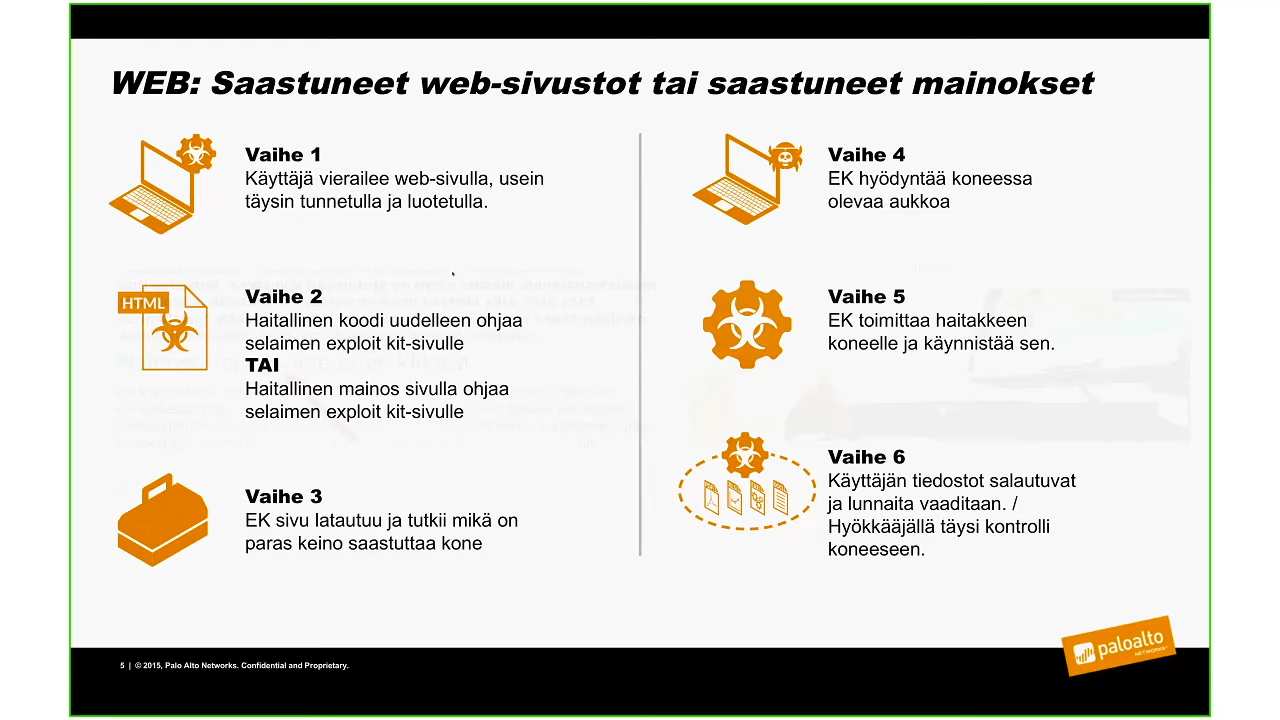 WEB: Saastuneet web-sivustot tai saastuneet mainokset
Vaihe 1
Käyttäjä vierailee web-sivulla, usein
täysin tunnetulla ja luotetulla.
HTML
Vaihe 2
Haitallinen koodi uudelleen ohjaa
selaimen exploit kit-sivulle
TAI
Haitallinen mainos sivulla ohjaa
selaimen exploit kit-sivulle
Vaihe 3
EK sivu latautuu ja tutkii mikä on
paras keino saastuttaa kone
Vaihe 4
EK hyödyntää koneessa
olevaa aukkoa
Vaihe 5
EK toimittaa haitakkeen
koneelle ja käynnistää sen.
Vaihe 6
Käyttäjän tiedostot salautuvat
ja lunnaita vaaditaan. /
Hyökkääjällä täysi kontrolli
koneeseen.
5 | © 2015, Palo Alto Networks. Confidential and Proprietary.
paloalto
NETWORKS